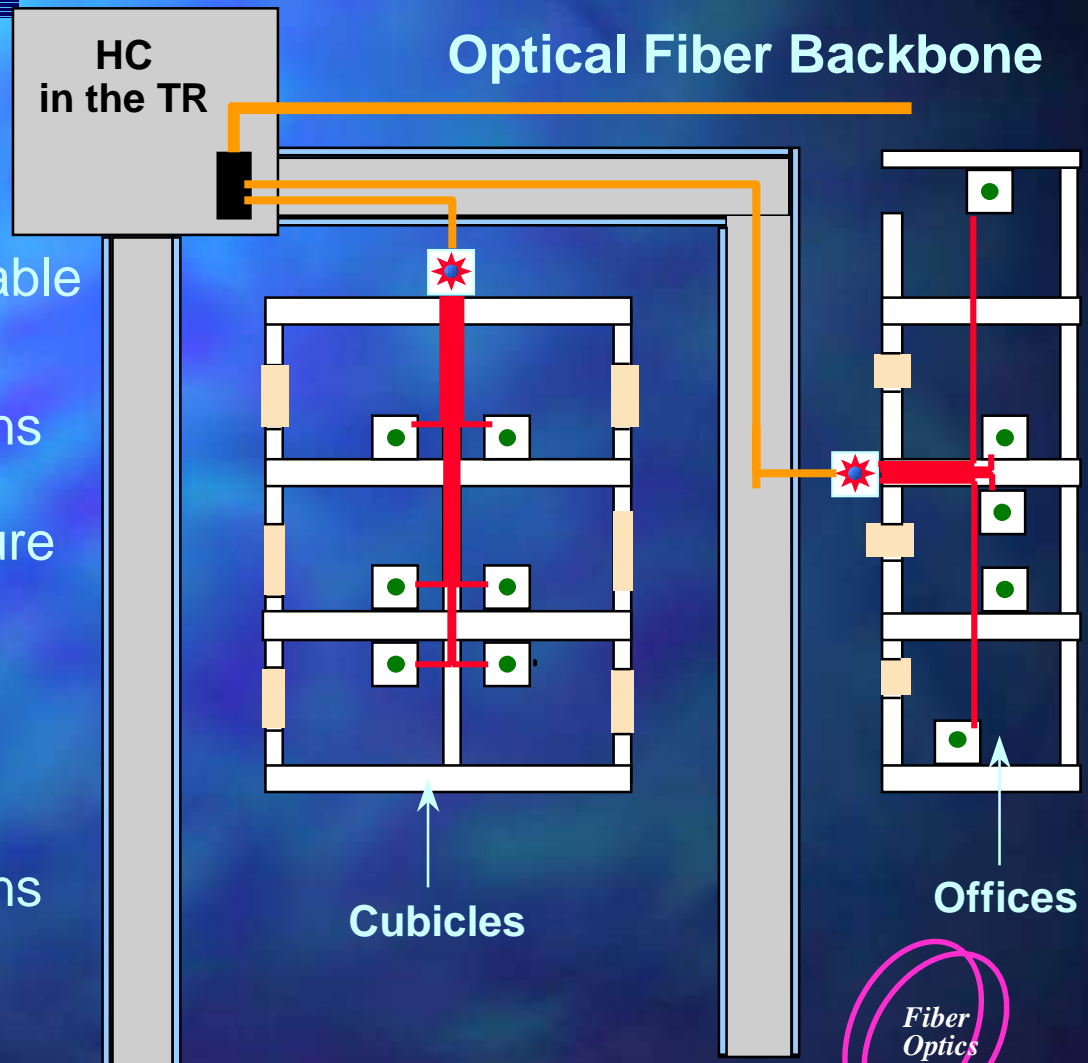 HC
in the TR
Optical Fiber Backbone
Cubicles
Offices
Fiber
Optics